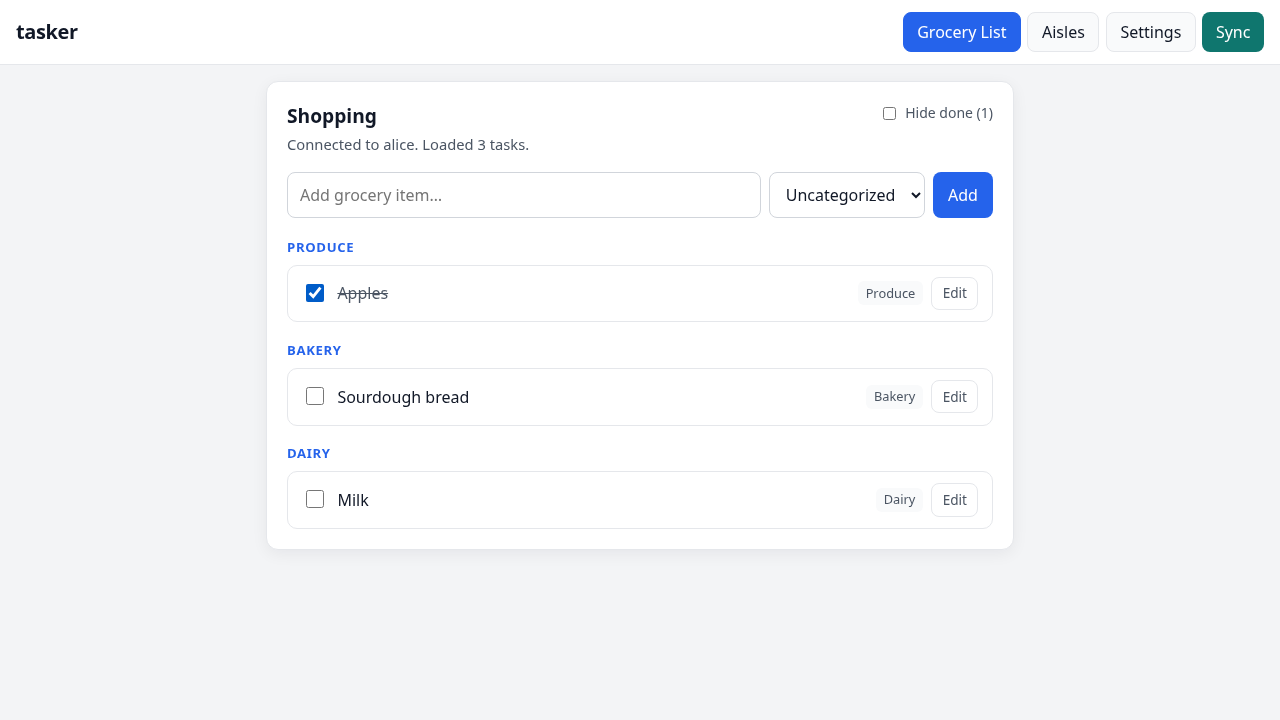 tasker
Grocery List
Aisles
Settings
Sync
Shopping
Hide done (1)
Connected to alice. Loaded 3 tasks.
Add grocery item...
Uncategorized
Add
PRODUCE
Apples
Produce
Edit
BAKERY
Sourdough bread
Bakery
Edit
DAIRY
Milk
Dairy
Edit